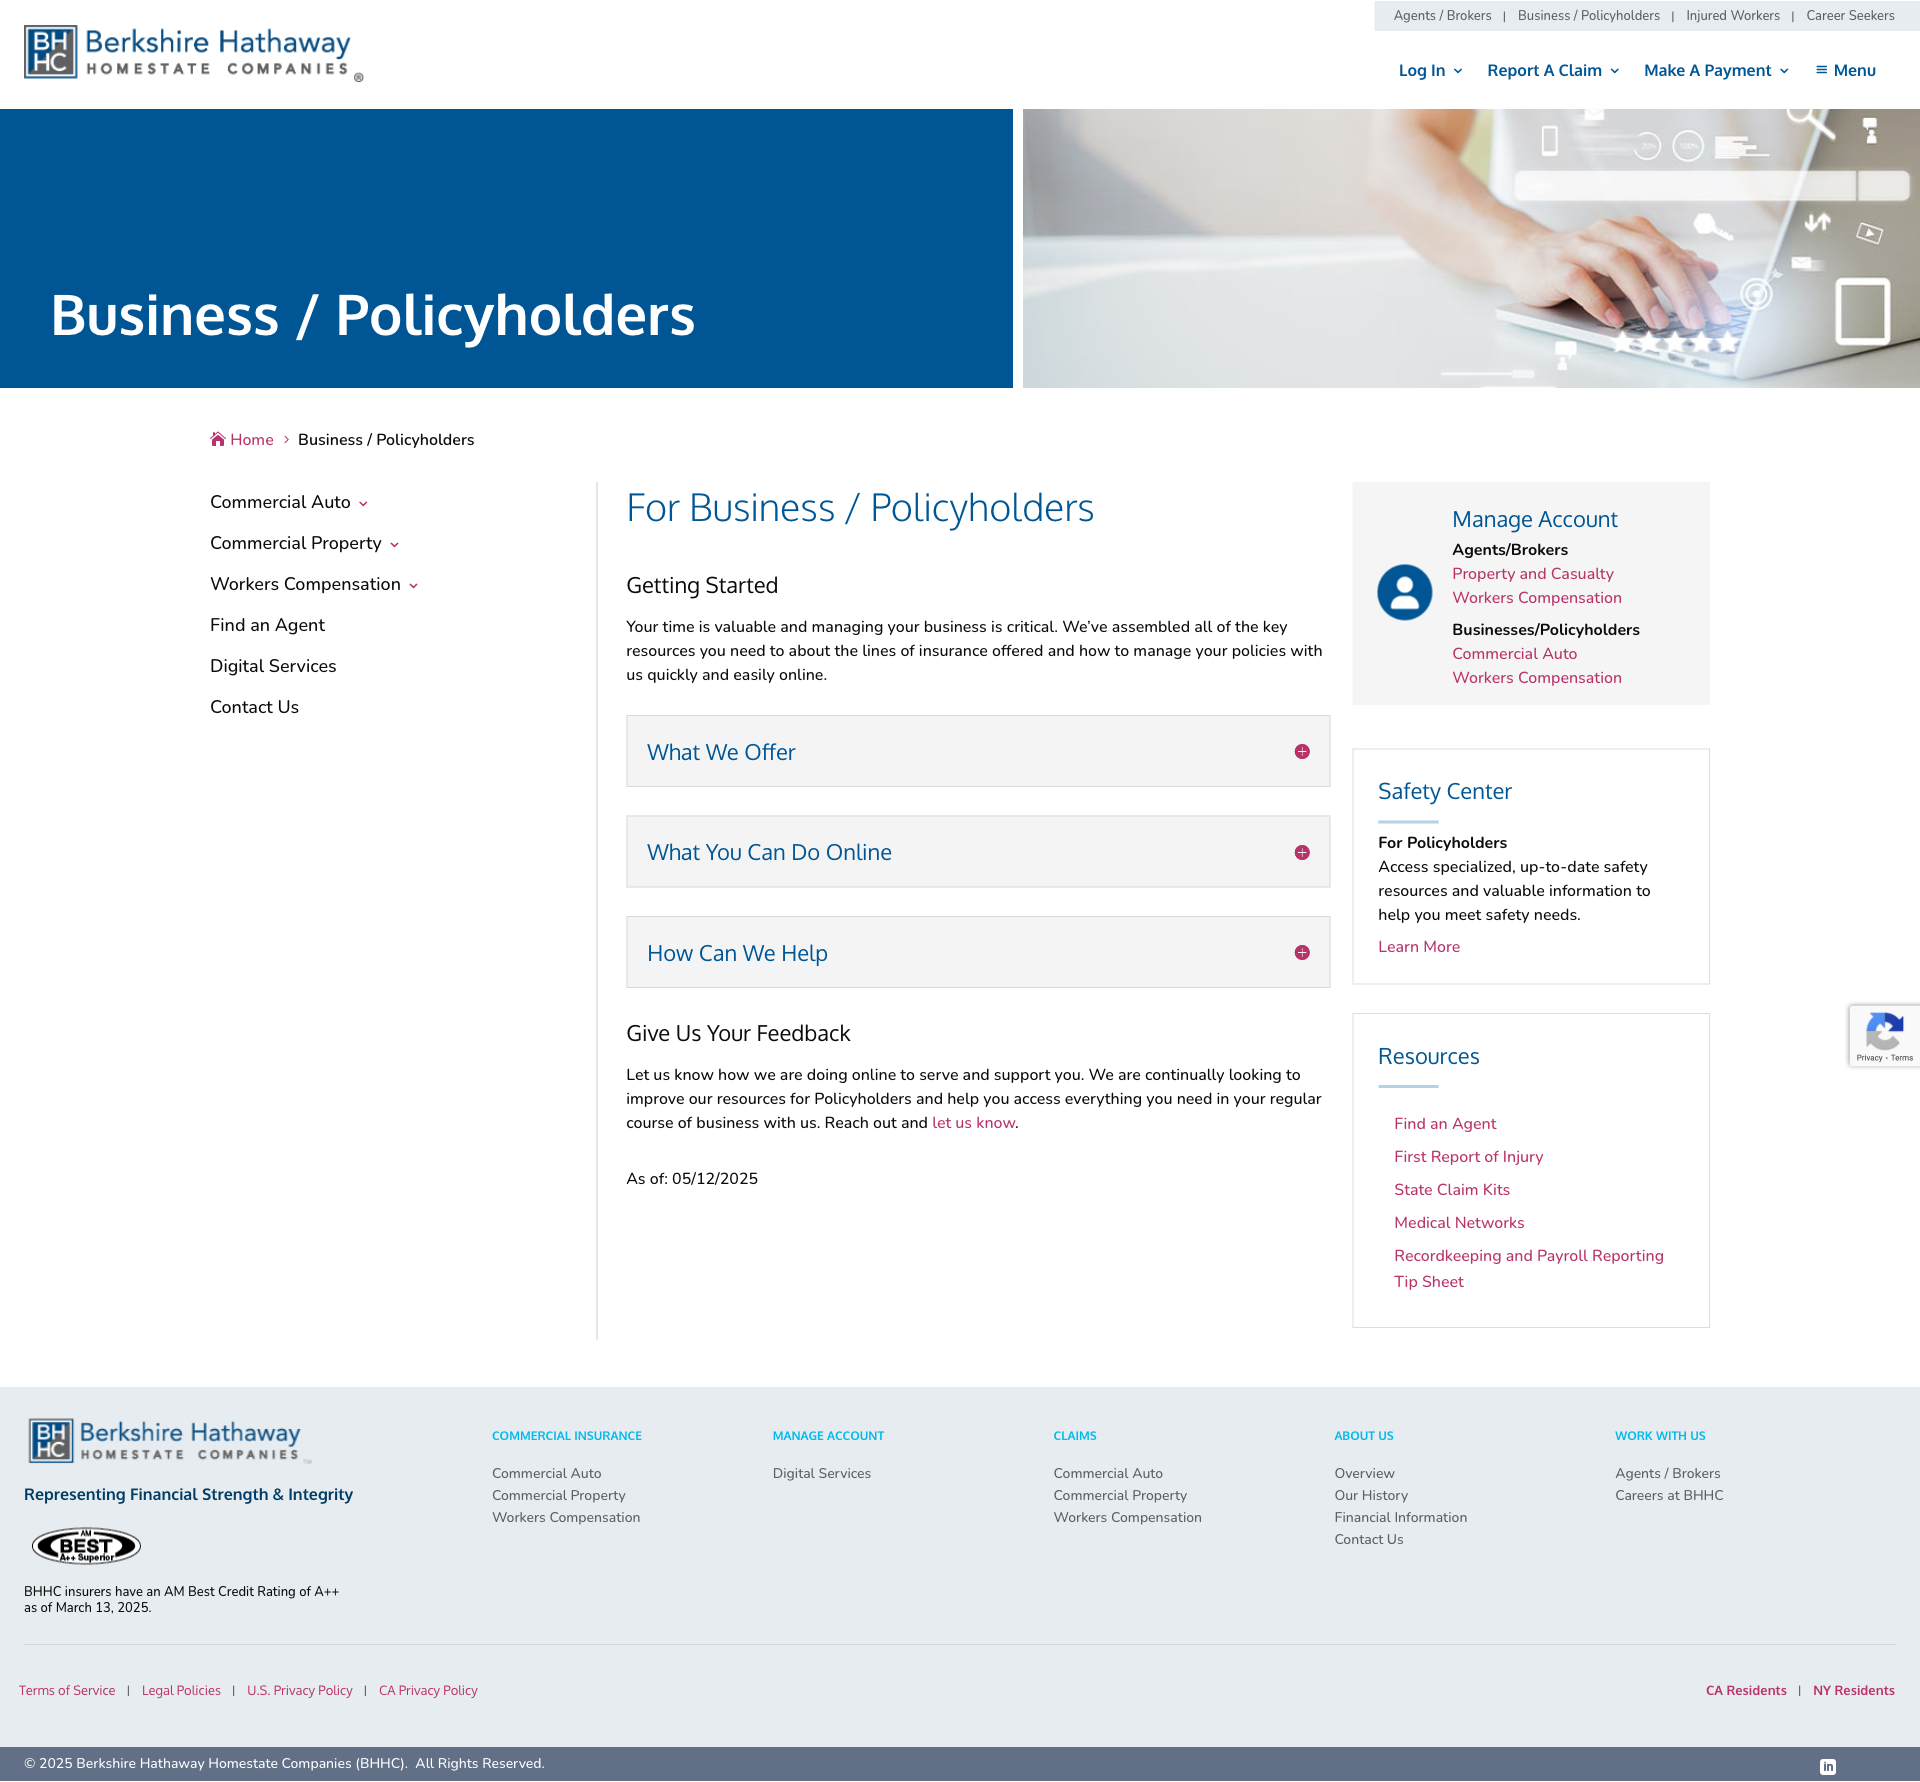 Agents / Brokers | Business / Policyholders | Injured Workers | Career Seekers
BH
HC
Berkshire Hathaway
HOMESTATE COMPANIES ®
Log In
Report A Claim
Make A Payment
Menu
70%
100%
Business / Policyholders
Home > Business / Policyholders
Commercial Auto
Commercial Property
Workers Compensation
Find an Agent
Digital Services
Contact Us
For Business / Policyholders
Getting Started
Your time is valuable and managing your business is critical. We’ve assembled all of the key
resources you need to about the lines of insurance offered and how to manage your policies with
us quickly and easily online.
What We Offer
What You Can Do Online
How Can We Help
Give Us Your Feedback
Let us know how we are doing online to serve and support you. We are continually looking to
improve our resources for Policyholders and help you access everything you need in your regular
course of business with us. Reach out and let us know.
As of: 05/12/2025
Manage Account
Agents/Brokers
Property and Casualty
Workers Compensation
Businesses/Policyholders
Commercial Auto
Workers Compensation
Safety Center
For Policyholders
Access specialized, up-to-date safety
resources and valuable information to
help you meet safety needs.
Learn More
Resources
Find an Agent
First Report of Injury
State Claim Kits
Medical Networks
Recordkeeping and Payroll Reporting
Tip Sheet
Privacy - Terms
BH
HC
Berkshire Hathaway
HOMESTATE COMPANIES ™
Representing Financial Strength & Integrity
AM
BEST
A++ Superior
BHHC insurers have an AM Best Credit Rating of A++
as of March 13, 2025.
COMMERCIAL INSURANCE
Commercial Auto
Commercial Property
Workers Compensation
MANAGE ACCOUNT
Digital Services
CLAIMS
Commercial Auto
Commercial Property
Workers Compensation
ABOUT US
Overview
Our History
Financial Information
Contact Us
WORK WITH US
Agents / Brokers
Careers at BHHC
Terms of Service | Legal Policies | U.S. Privacy Policy | CA Privacy Policy
CA Residents | NY Residents
© 2025 Berkshire Hathaway Homestate Companies (BHHC). All Rights Reserved.
in